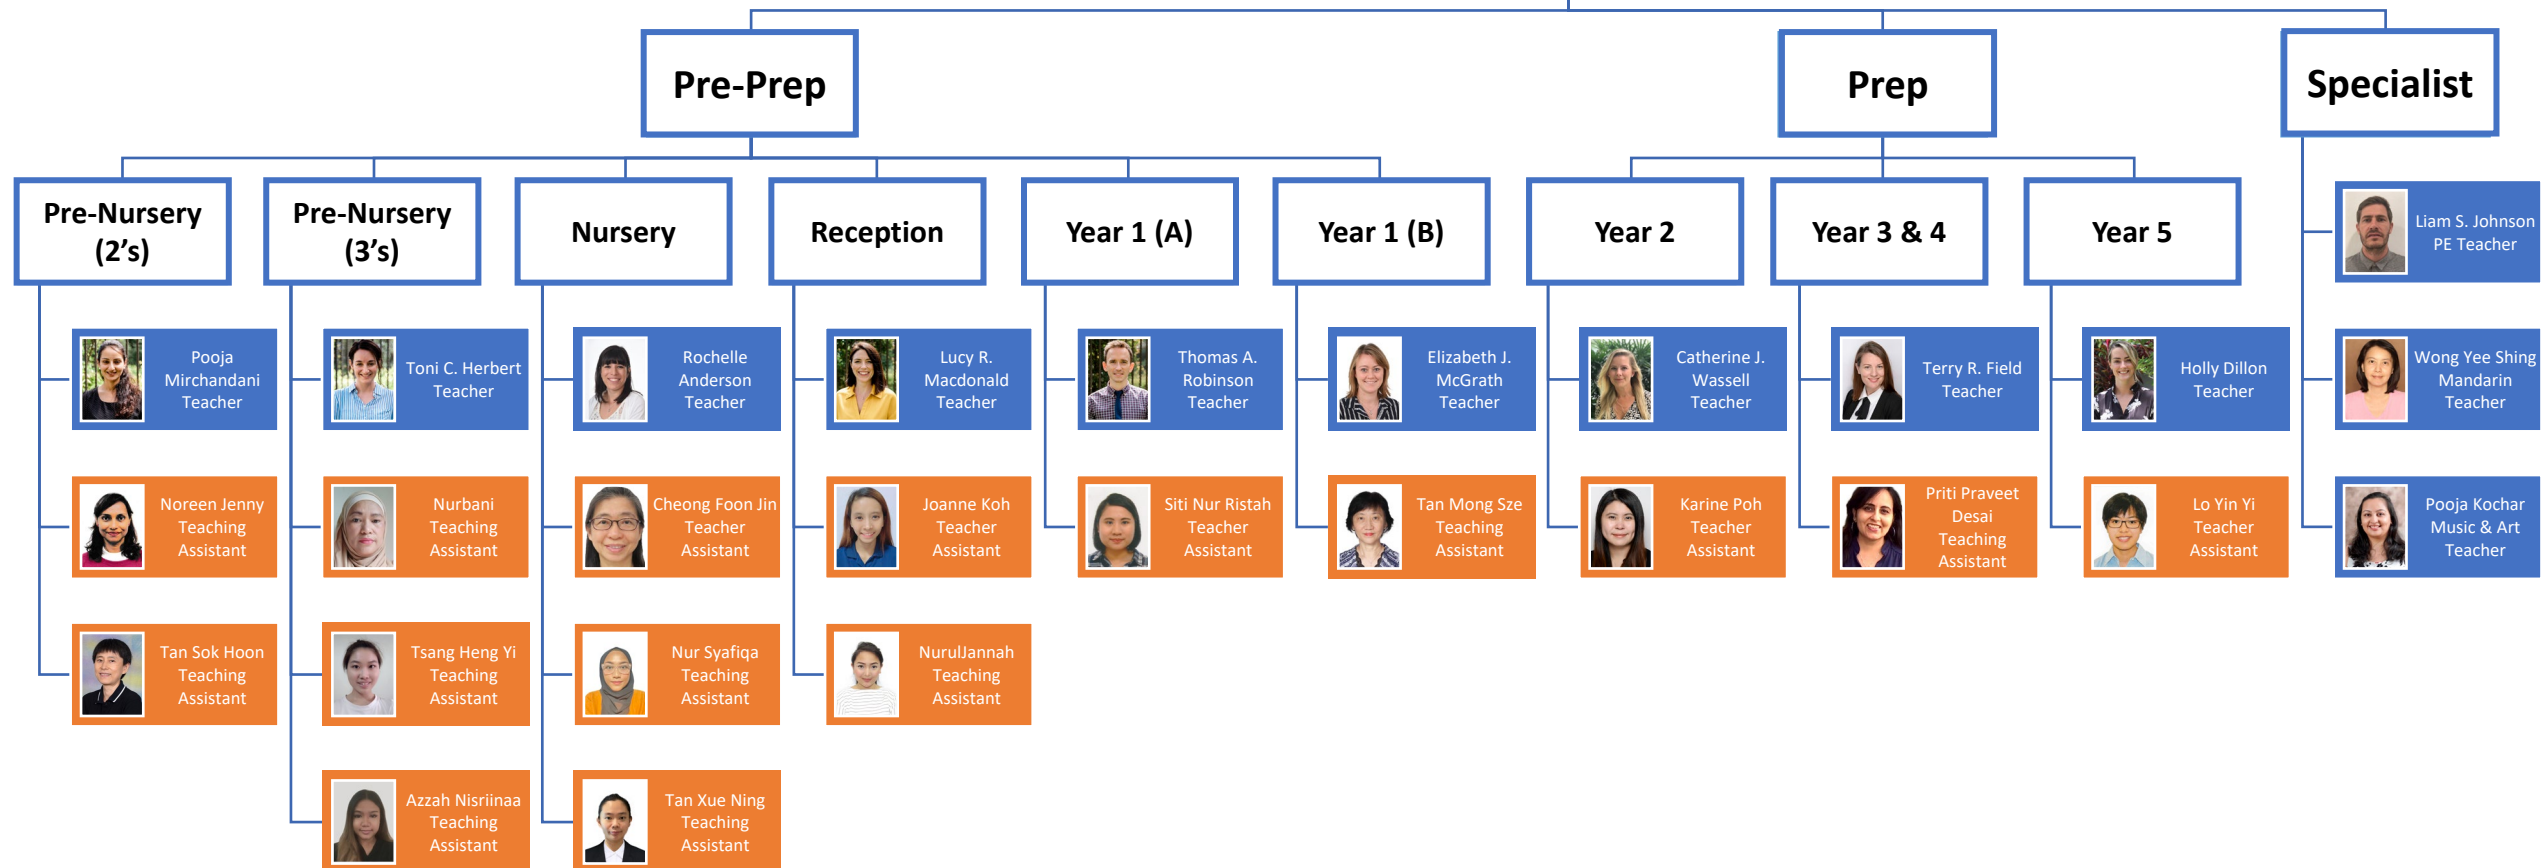 Pre-Prep
Prep
Specialist
Pre-Nursery
(2's)
Pre-Nursery
(3's)
Nursery
Reception
Year 1 (A)
Year 1 (B)
Year 2
Year 3 & 4
Year 5
Liam S. Johnson
PE Teacher
Pooja
Mirchandani
Teacher
Toni C. Herbert
Teacher
Rochelle
Anderson
Teacher
Lucy R.
Macdonald
Teacher
Thomas A.
Robinson
Teacher
Elizabeth J.
McGrath
Teacher
Catherine J.
Wassell
Teacher
Terry R. Field
Teacher
Holly Dillon
Teacher
Wong Yee Shing
Mandarin
Teacher
Noreen Jenny
Teaching
Assistant
Nurbani
Teaching
Assistant
Cheong Foon Jin
Teacher
Assistant
Joanne Koh
Teacher
Assistant
Siti Nur Ristah
Teacher
Assistant
Tan Mong Sze
Teaching
Assistant
Karine Poh
Teacher
Assistant
Priti Praveet
Desai
Teaching
Assistant
Lo Yin Yi
Teacher
Assistant
Pooja Kochar
Music & Art
Teacher
Tan Sok Hoon
Teaching
Assistant
Tsang Heng Yi
Teaching
Assistant
Nur Syafiqa
Teaching
Assistant
NurulJannah
Teaching
Assistant
Azzah Nisriinaa
Teaching
Assistant
Tan Xue Ning
Teaching
Assistant